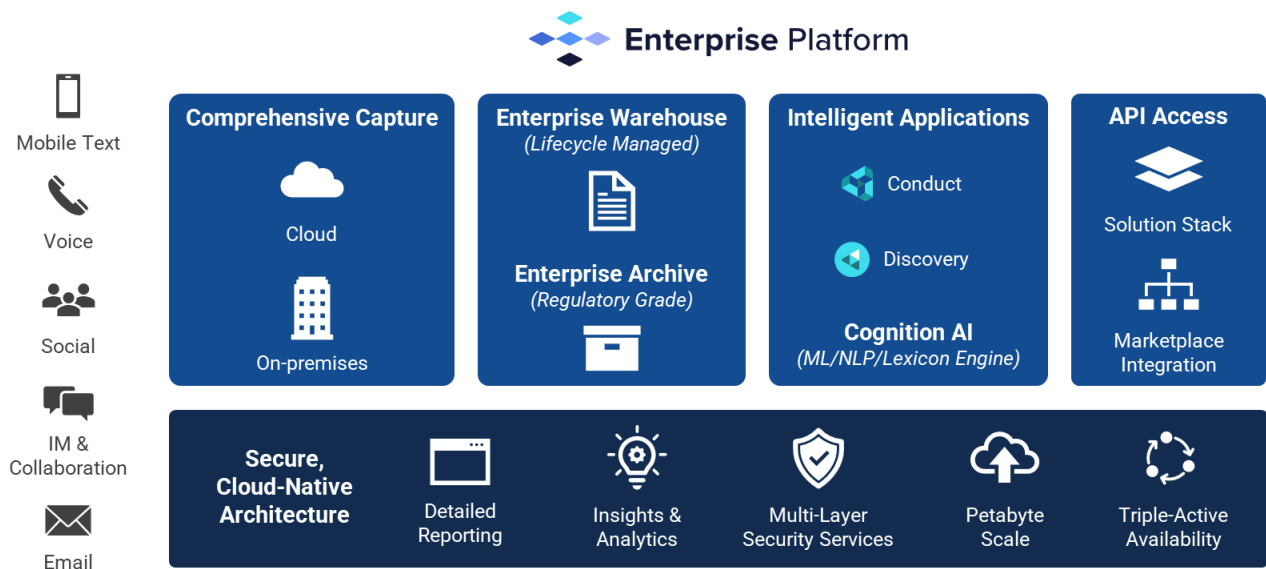 Enterprise Platform
Mobile Text
Voice
Social
IM &
Collaboration
Email
Comprehensive Capture
Cloud
On-premises
Enterprise Warehouse
(Lifecycle Managed)
Enterprise Archive
(Regulatory Grade)
Intelligent Applications
Conduct
Discovery
Cognition AI
(ML/NLP/Lexicon Engine)
API Access
Solution Stack
Marketplace
Integration
Secure,
Cloud-Native
Architecture
Detailed
Reporting
Insights &
Analytics
Multi-Layer
Security Services
Petabyte
Scale
Triple-Active
Availability